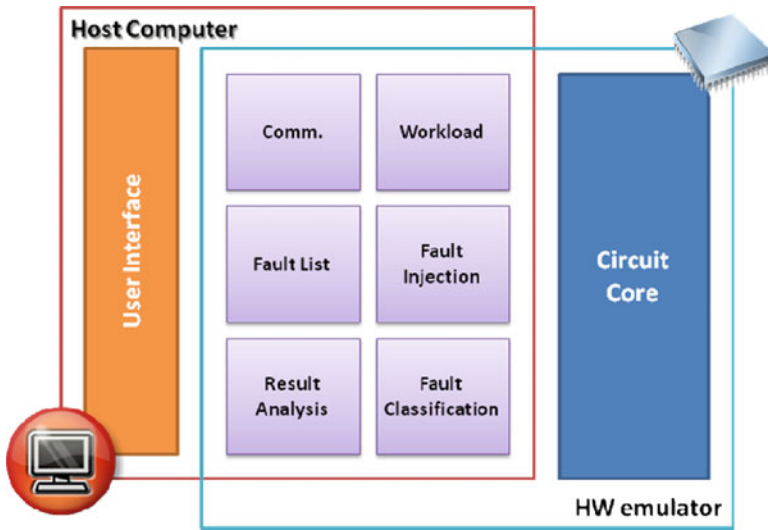 Host Computer
User Interface
Comm.
Workload
Fault List
Fault
Injection
Result
Analysis
Fault
Classification
Circuit
Core
HW emulator